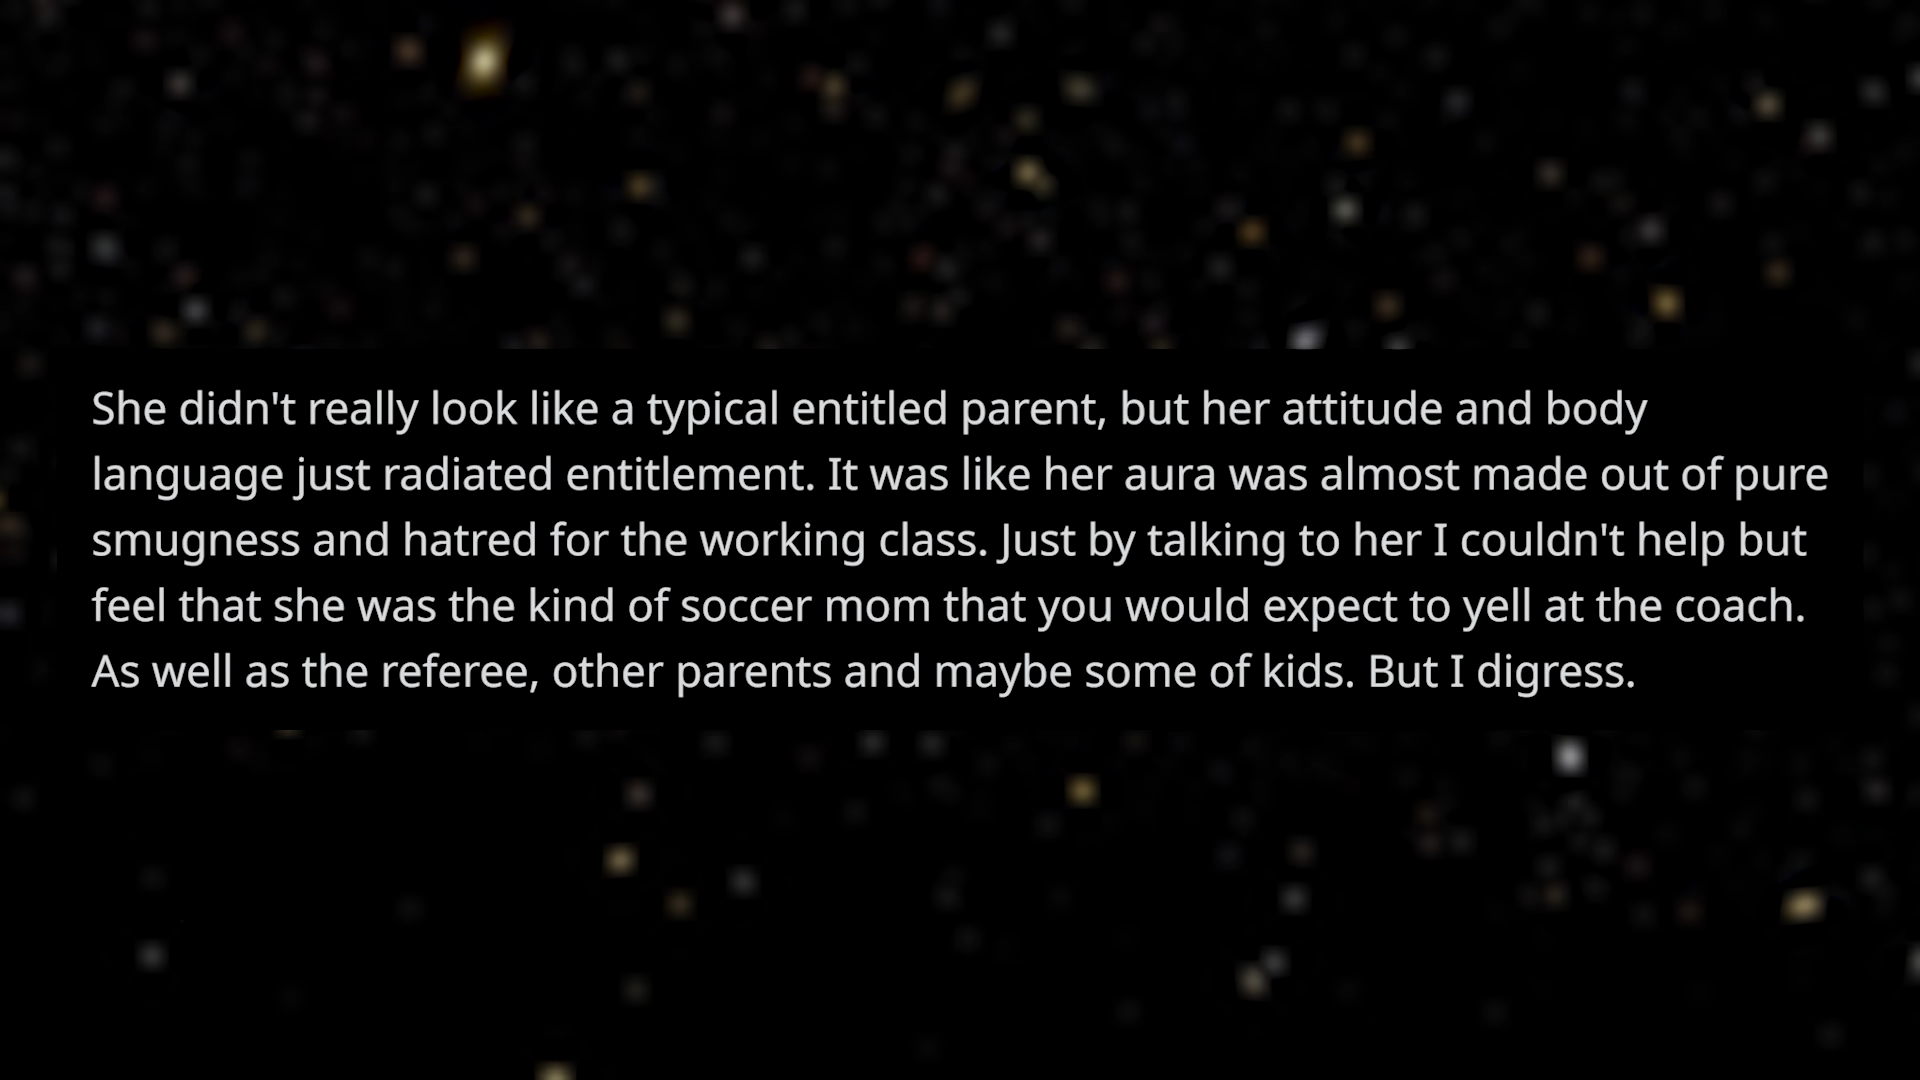 She didn't really look like a typical entitled parent, but her attitude and body
language just radiated entitlement. It was like her aura was almost made out of pure
smugness and hatred for the working class. Just by talking to her I couldn't help but
feel that she was the kind of soccer mom that you would expect to yell at the coach.
As well as the referee, other parents and maybe some of kids. But I digress.